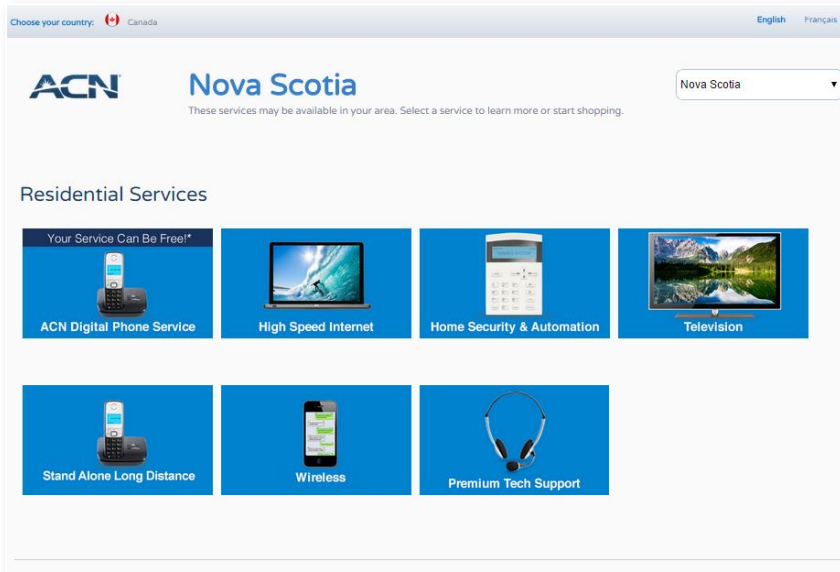 Choose your country: Canada
English Français
ACN
Nova Scotia
These services may be available in your area. Select a service to learn more or start shopping.
Nova Scotia
Residential Services
Your Service Can Be Free!*
ACN Digital Phone Service
High Speed Internet
Home Security & Automation
Television
Stand Alone Long Distance
Wireless
Premium Tech Support